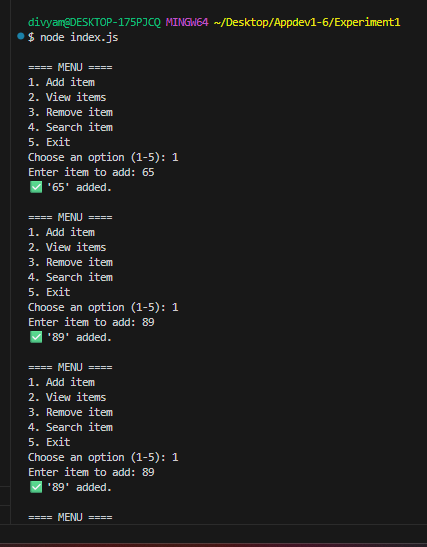 divyam@DESKTOP-175PJCQ MINGW64 ~/Desktop/Appdev1-6/Experiment1
$ node index.js
==== MENU ====
1. Add item
2. View items
3. Remove item
4. Search item
5. Exit
Choose an option (1-5): 1
Enter item to add: 65
✅ '65' added.
==== MENU ====
1. Add item
2. View items
3. Remove item
4. Search item
5. Exit
Choose an option (1-5): 1
Enter item to add: 89
✅ '89' added.
==== MENU ====
1. Add item
2. View items
3. Remove item
4. Search item
5. Exit
Choose an option (1-5): 1
Enter item to add: 89
✅ '89' added.
==== MENU ====